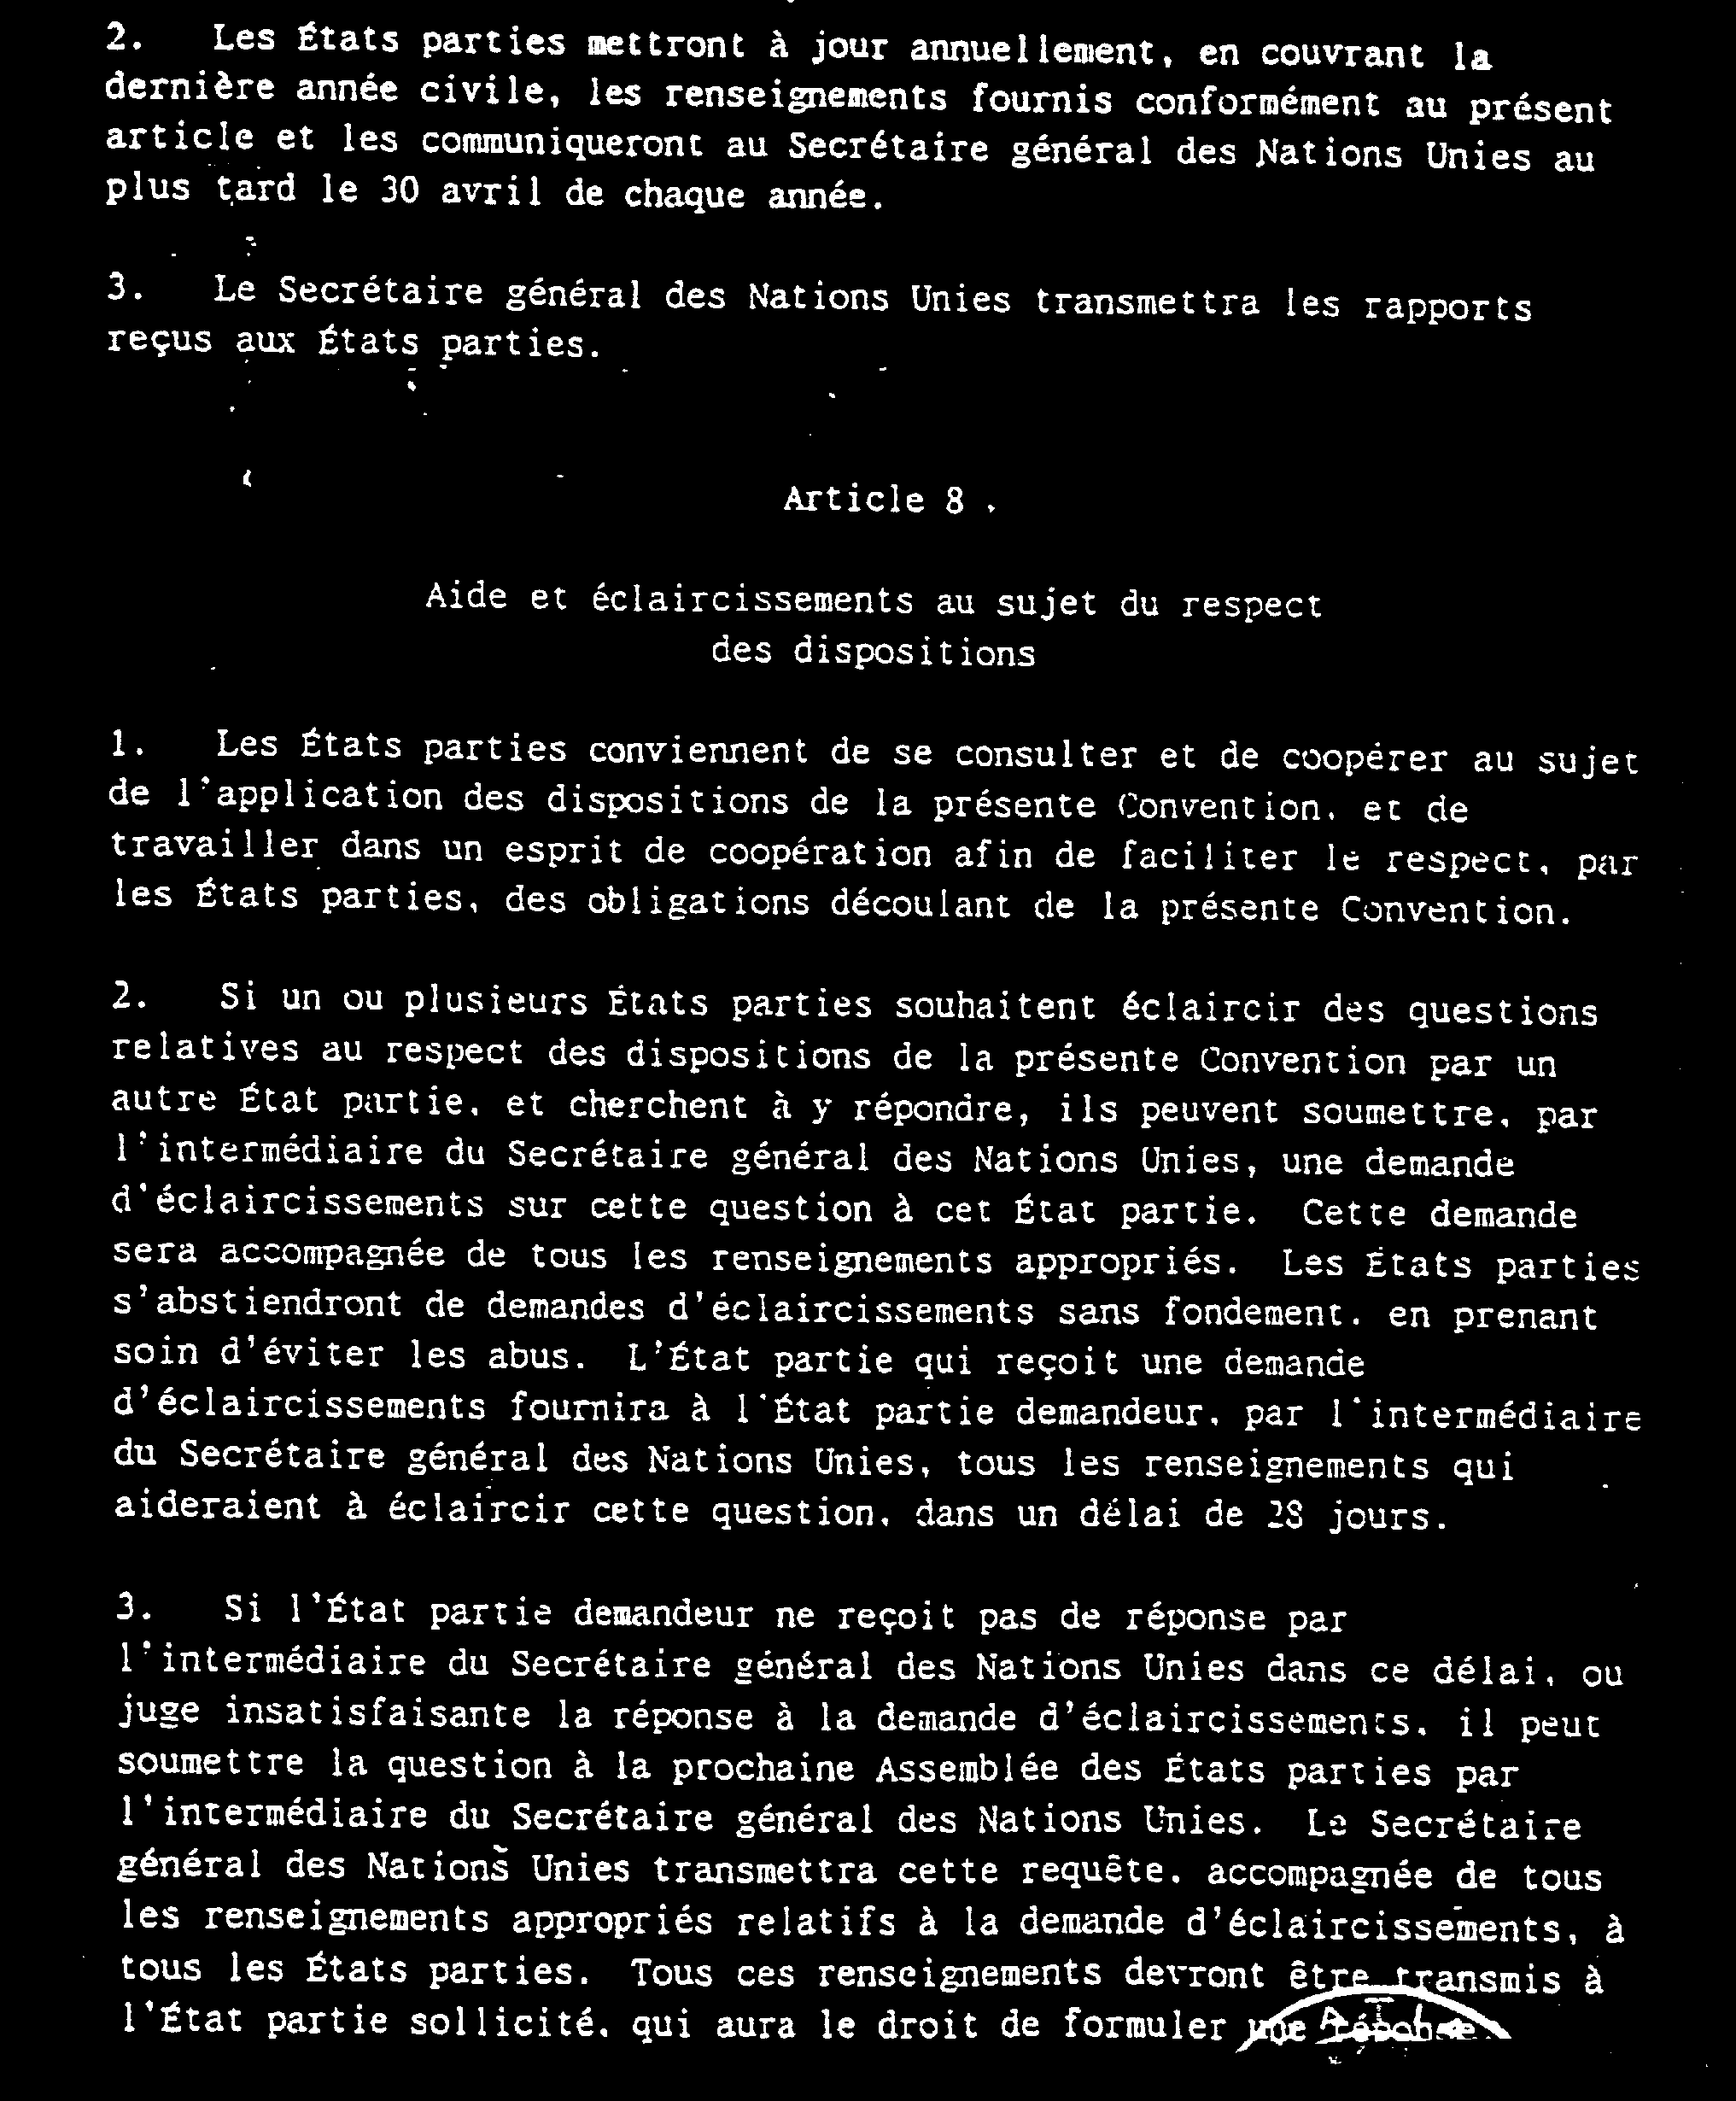 2. Les États parties mettront à jour annuellement, en couvrant la
dernière année civile, les renseignements fournis conformément au présent
article et les communiqueront au Secrétaire général des Nations Unies au
plus tard le 30 avril de chaque année.
3. Le Secrétaire général des Nations Unies transmettra les rapports
reçus aux États parties.
Article 8
Aide et éclaircissements au sujet du respect
des dispositions
1. Les États parties conviennent de se consulter et de coopérer au sujet
de l'application des dispositions de la présente Convention, et de
travailler dans un esprit de coopération afin de faciliter le respect, par
les États parties, des obligations découlant de la présente Convention.
2. Si un ou plusieurs États parties souhaitent éclaircir des questions
relatives au respect des dispositions de la présente Convention par un
autre État partie, et cherchent à y répondre, ils peuvent soumettre, par
l'intermédiaire du Secrétaire général des Nations Unies, une demande
d'éclaircissements sur cette question à cet État partie. Cette demande
sera accompagnée de tous les renseignements appropriés. Les États parties
s'abstiendront de demandes d'éclaircissements sans fondement, en prenant
soin d'éviter les abus. L'État partie qui reçoit une demande
d'éclaircissements fournira à l'État partie demandeur, par l'intermédiaire
du Secrétaire général des Nations Unies, tous les renseignements qui
aideraient à éclaircir cette question, dans un délai de 28 jours.
3. Si l'État partie demandeur ne reçoit pas de réponse par
l'intermédiaire du Secrétaire général des Nations Unies dans ce délai, ou
juge insatisfaisante la réponse à la demande d'éclaircissements, il peut
soumettre la question à la prochaine Assemblée des États parties par
l'intermédiaire du Secrétaire général des Nations Unies. Le Secrétaire
général des Nations Unies transmettra cette requête, accompagnée de tous
les renseignements appropriés relatifs à la demande d'éclaircissements, à
tous les États parties. Tous ces renseignements devront être transmis à
l'État partie sollicité, qui aura le droit de formuler une réponse.